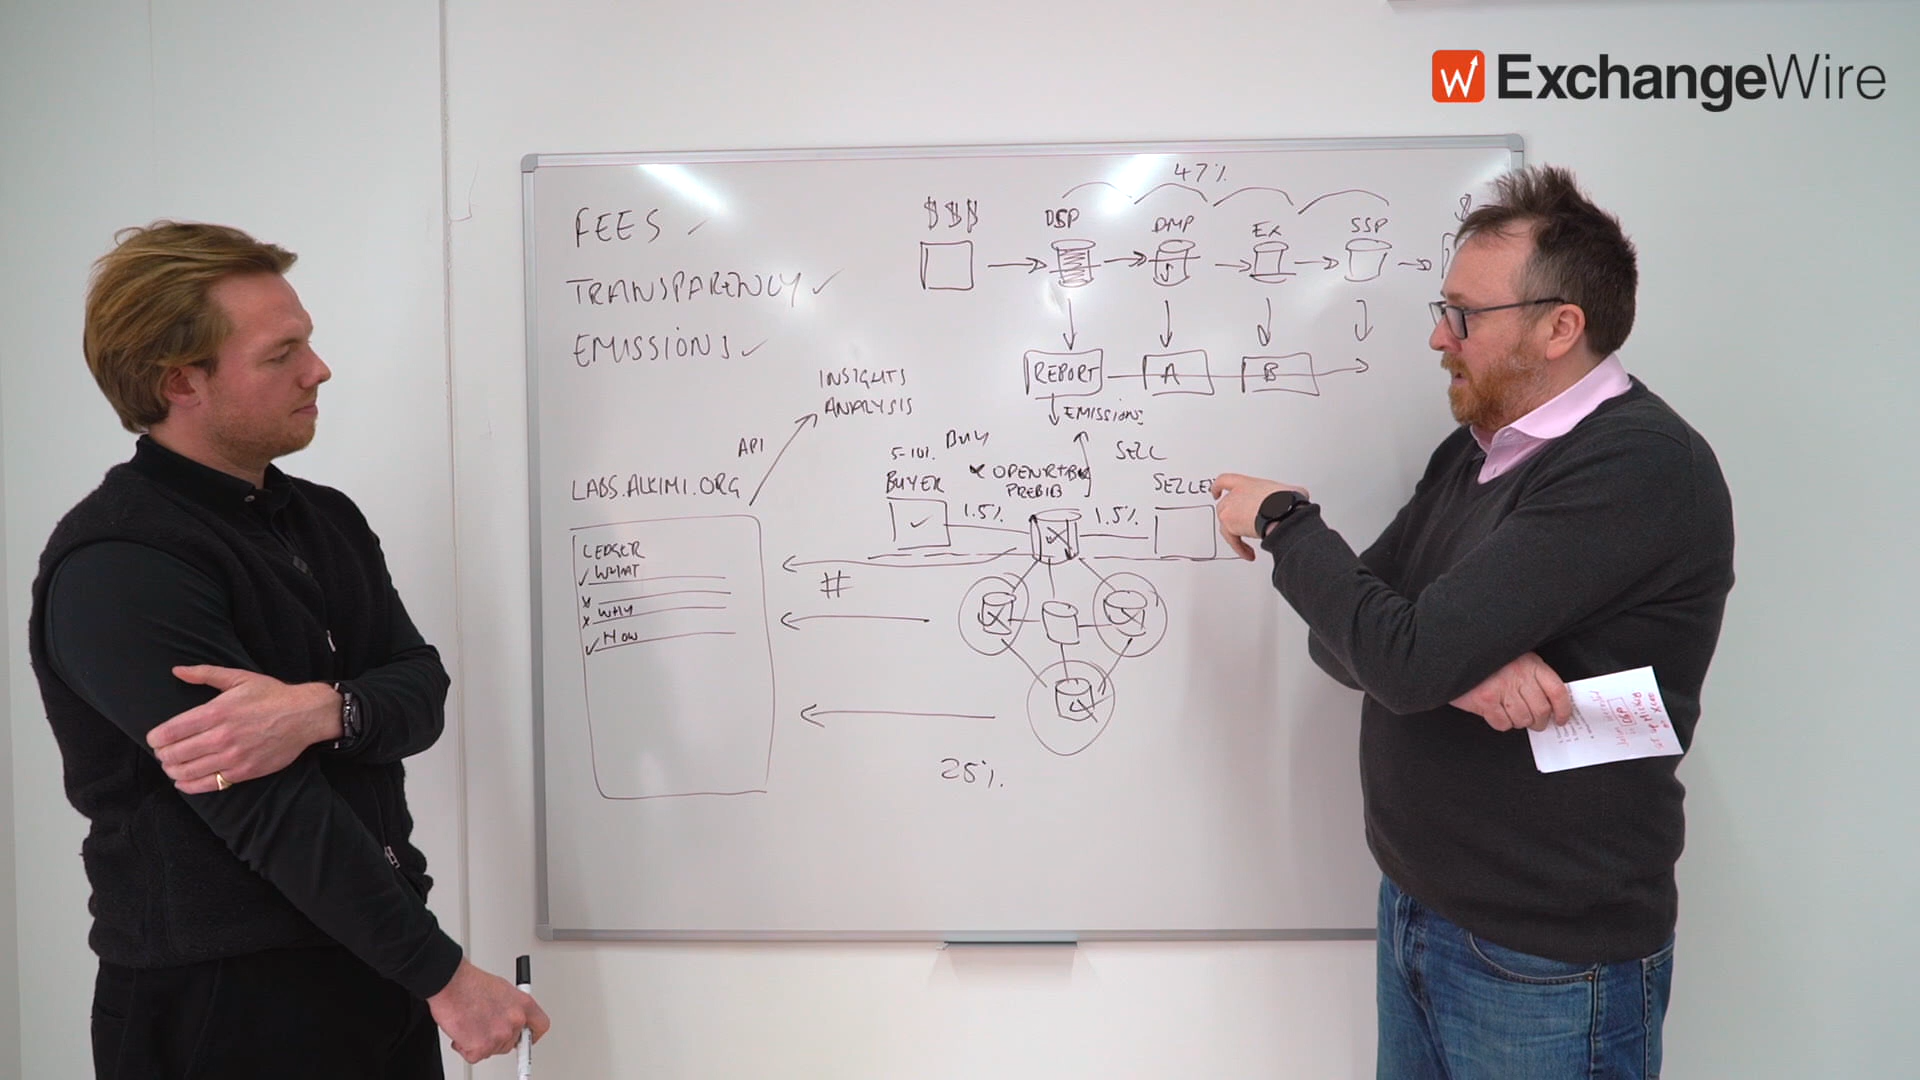 ExchangeWire
47%
$$$
DSP
DMP
Ex
SSP
$
FEES ✓
TRANSPARENCY ✓
EMISSIONS ✓
REPORT
A
B
EMISSIONS
INSIGHTS
ANALYSIS
API
LABS.ALKIMI.ORG
5-10%
BUY
SELL
BUYER
OPENRTB
PREBID
SELLER
1.5%
1.5%
LEDGER
✓ WHAT
x
x WHY
✓ HOW
#
25%
DSP